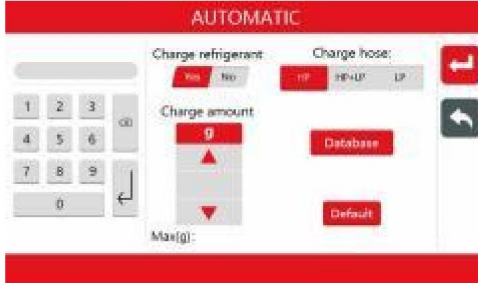 AUTOMATIC
Charge refrigerant
Yes No
Charge hose:
HP HP+LP LP
1 2 3
4 5 6
7 8 9
0
Charge amount
g
Database
Default
Max(g):